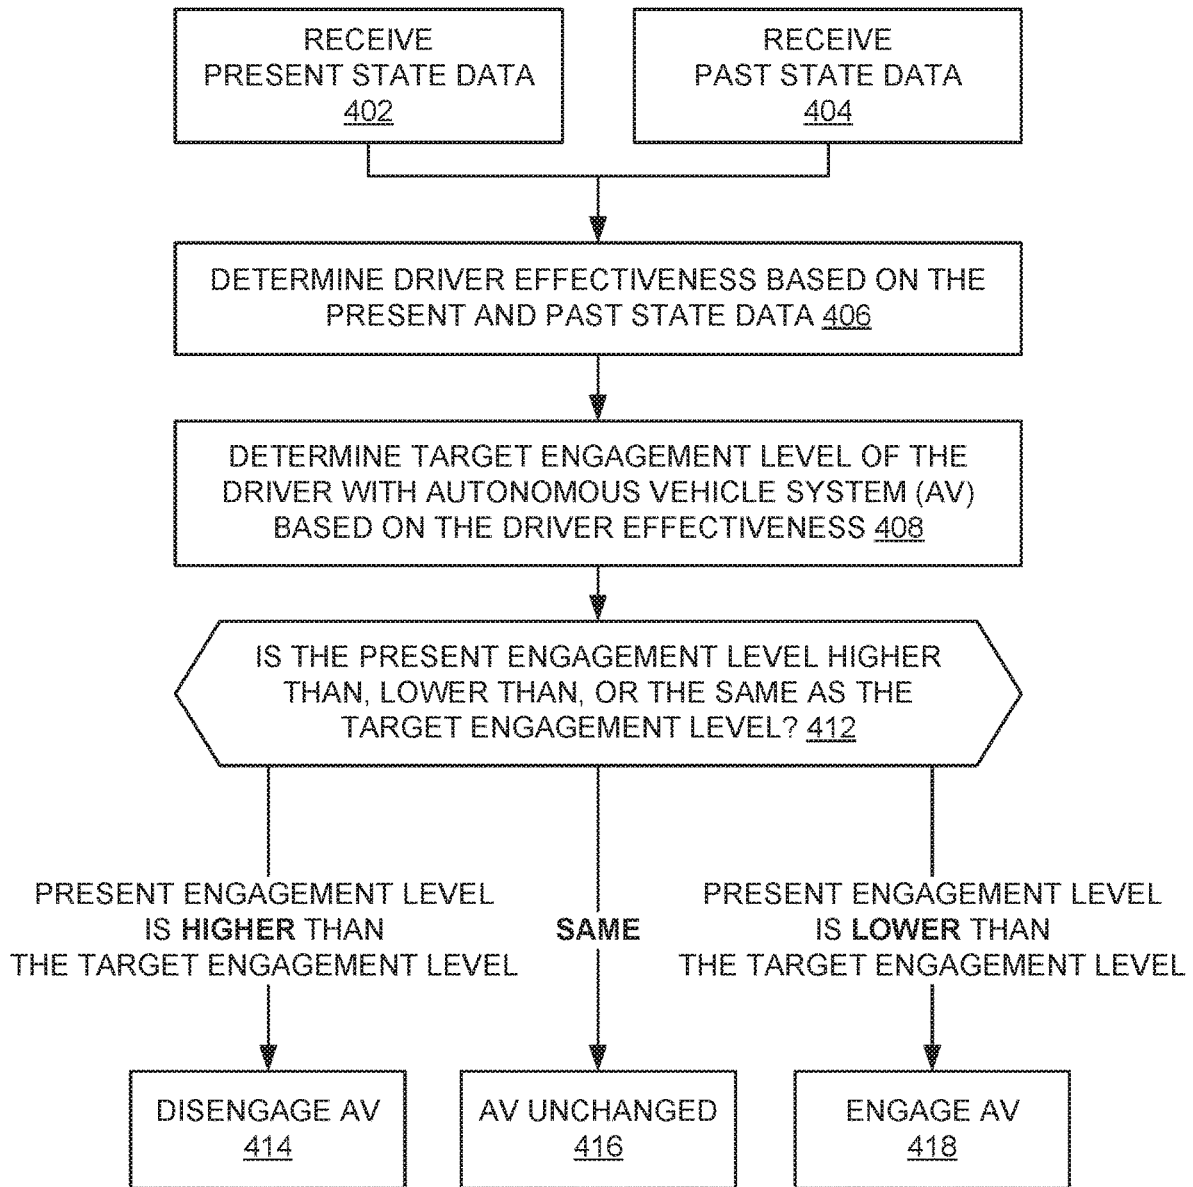 RECEIVE
PRESENT STATE DATA
402
RECEIVE
PAST STATE DATA
404
DETERMINE DRIVER EFFECTIVENESS BASED ON THE
PRESENT AND PAST STATE DATA 406
DETERMINE TARGET ENGAGEMENT LEVEL OF THE
DRIVER WITH AUTONOMOUS VEHICLE SYSTEM (AV)
BASED ON THE DRIVER EFFECTIVENESS 408
IS THE PRESENT ENGAGEMENT LEVEL HIGHER
THAN, LOWER THAN, OR THE SAME AS THE
TARGET ENGAGEMENT LEVEL? 412
PRESENT ENGAGEMENT LEVEL
IS HIGHER THAN
THE TARGET ENGAGEMENT LEVEL
SAME
PRESENT ENGAGEMENT LEVEL
IS LOWER THAN
THE TARGET ENGAGEMENT LEVEL
DISENGAGE AV
414
AV UNCHANGED
416
ENGAGE AV
418